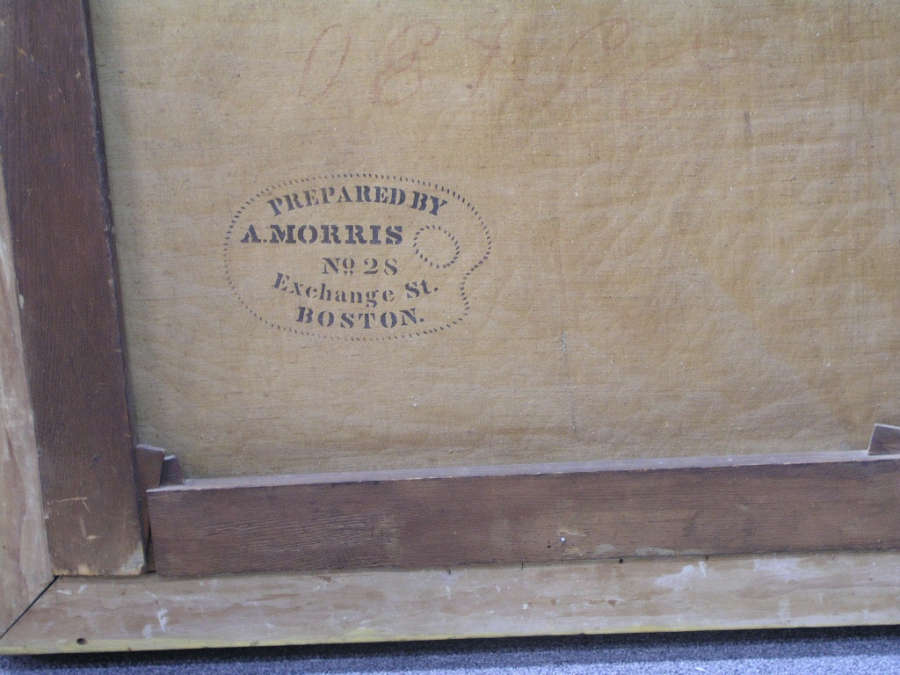 PREPARED BY
A. MORRIS
Nº 28
Exchange St.
BOSTON.